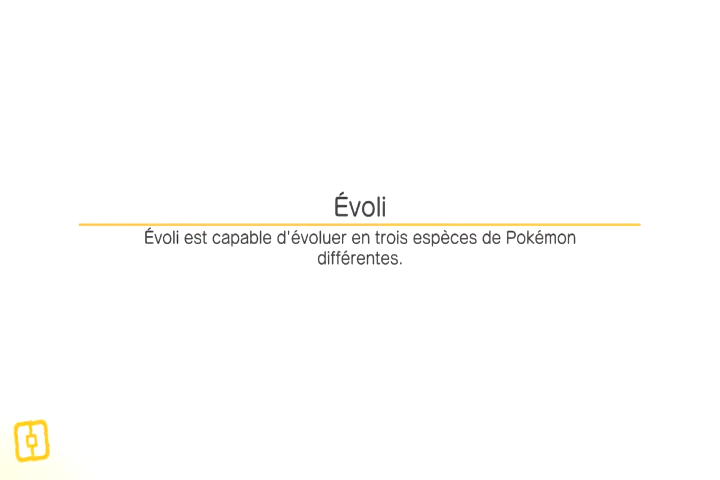 Évoli
Évoli est capable d'évoluer en trois espèces de Pokémon
différentes.